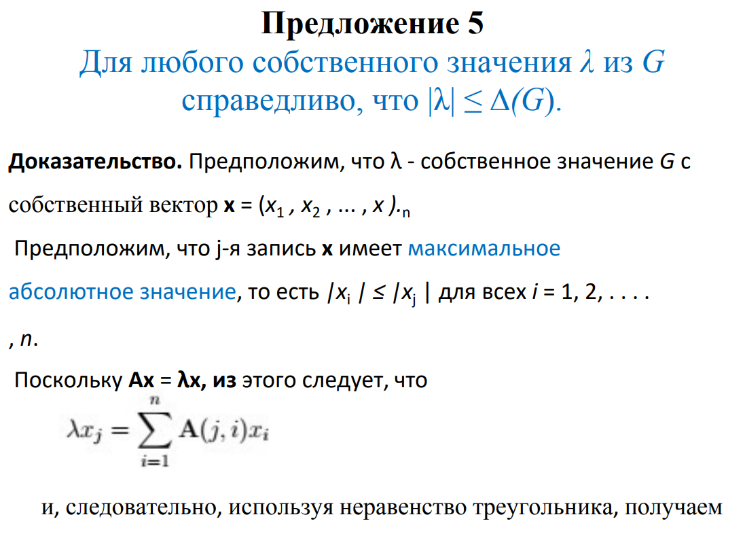 Предложение 5
Для любого собственного значения λ из G
справедливо, что |λ| ≤ Δ(G).
Доказательство. Предположим, что λ - собственное значение G с
собственный вектор x = (x₁ , x₂ , ... , x ).ₙ
Предположим, что j-я запись x имеет максимальное
абсолютное значение, то есть |xᵢ | ≤ |xⱼ | для всех i = 1, 2, . . . .
, n.
Поскольку Ax = λx, из этого следует, что
λxⱼ = ∑ᵢ₌₁ⁿ A(j, i)xᵢ
и, следовательно, используя неравенство треугольника, получаем